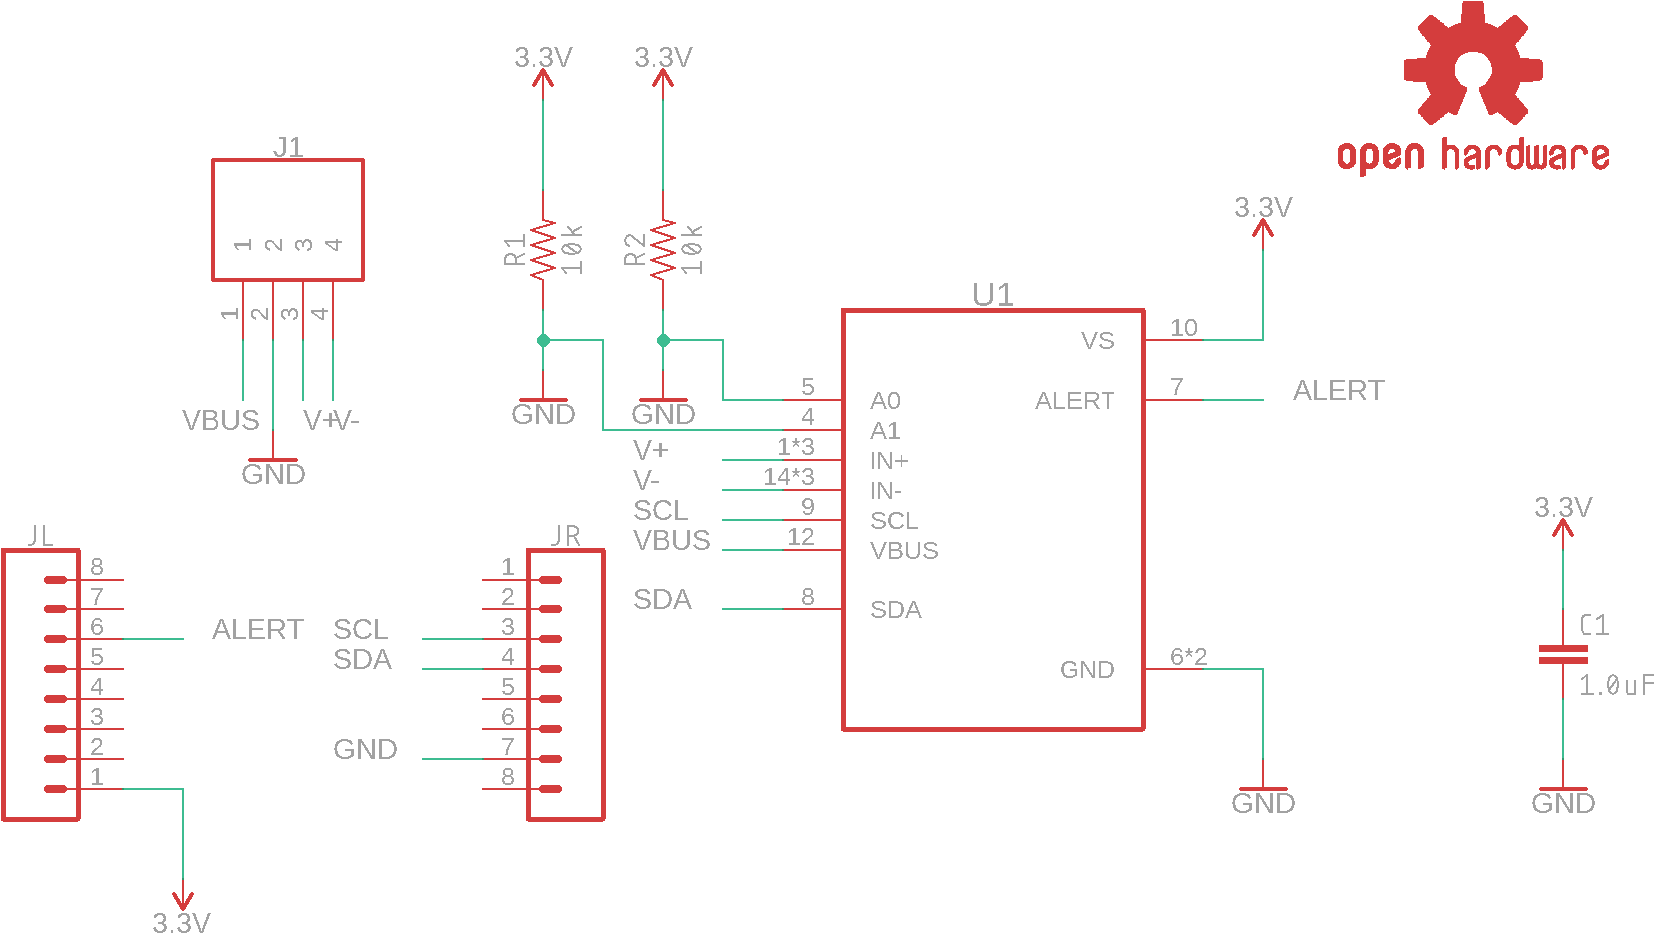 3.3V
3.3V
open hardware
J1
1
2
3
4
1
2
3
4
VBUS
V+
V-
GND
R1
10k
R2
10k
GND
GND
3.3V
U1
VS
10
ALERT
7
ALERT
5
A0
4
A1
V+
1*3
IN+
V-
14*3
IN-
SCL
9
SCL
VBUS
12
VBUS
SDA
8
SDA
GND
6*2
GND
3.3V
C1
1.0uF
GND
JL
8
7
6
ALERT
5
4
3
2
1
3.3V
JR
1
2
SCL
3
SDA
4
5
6
GND
7
8